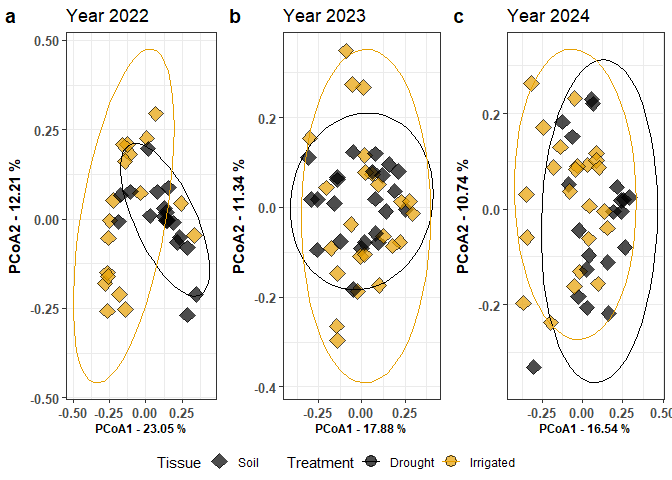 a Year 2022
PCoA2 - 12.21 %
0.50
0.25
0.00
-0.25
-0.50
-0.50 -0.25 0.00 0.25
PCoA1 - 23.05 %
b Year 2023
PCoA2 - 11.34 %
0.2
0.0
-0.2
-0.4
-0.25 0.00 0.25
PCoA1 - 17.88 %
c Year 2024
PCoA2 - 10.74 %
0.2
0.0
-0.2
-0.25 0.00 0.25 0.50
PCoA1 - 16.54 %
Tissue Soil Treatment Drought Irrigated